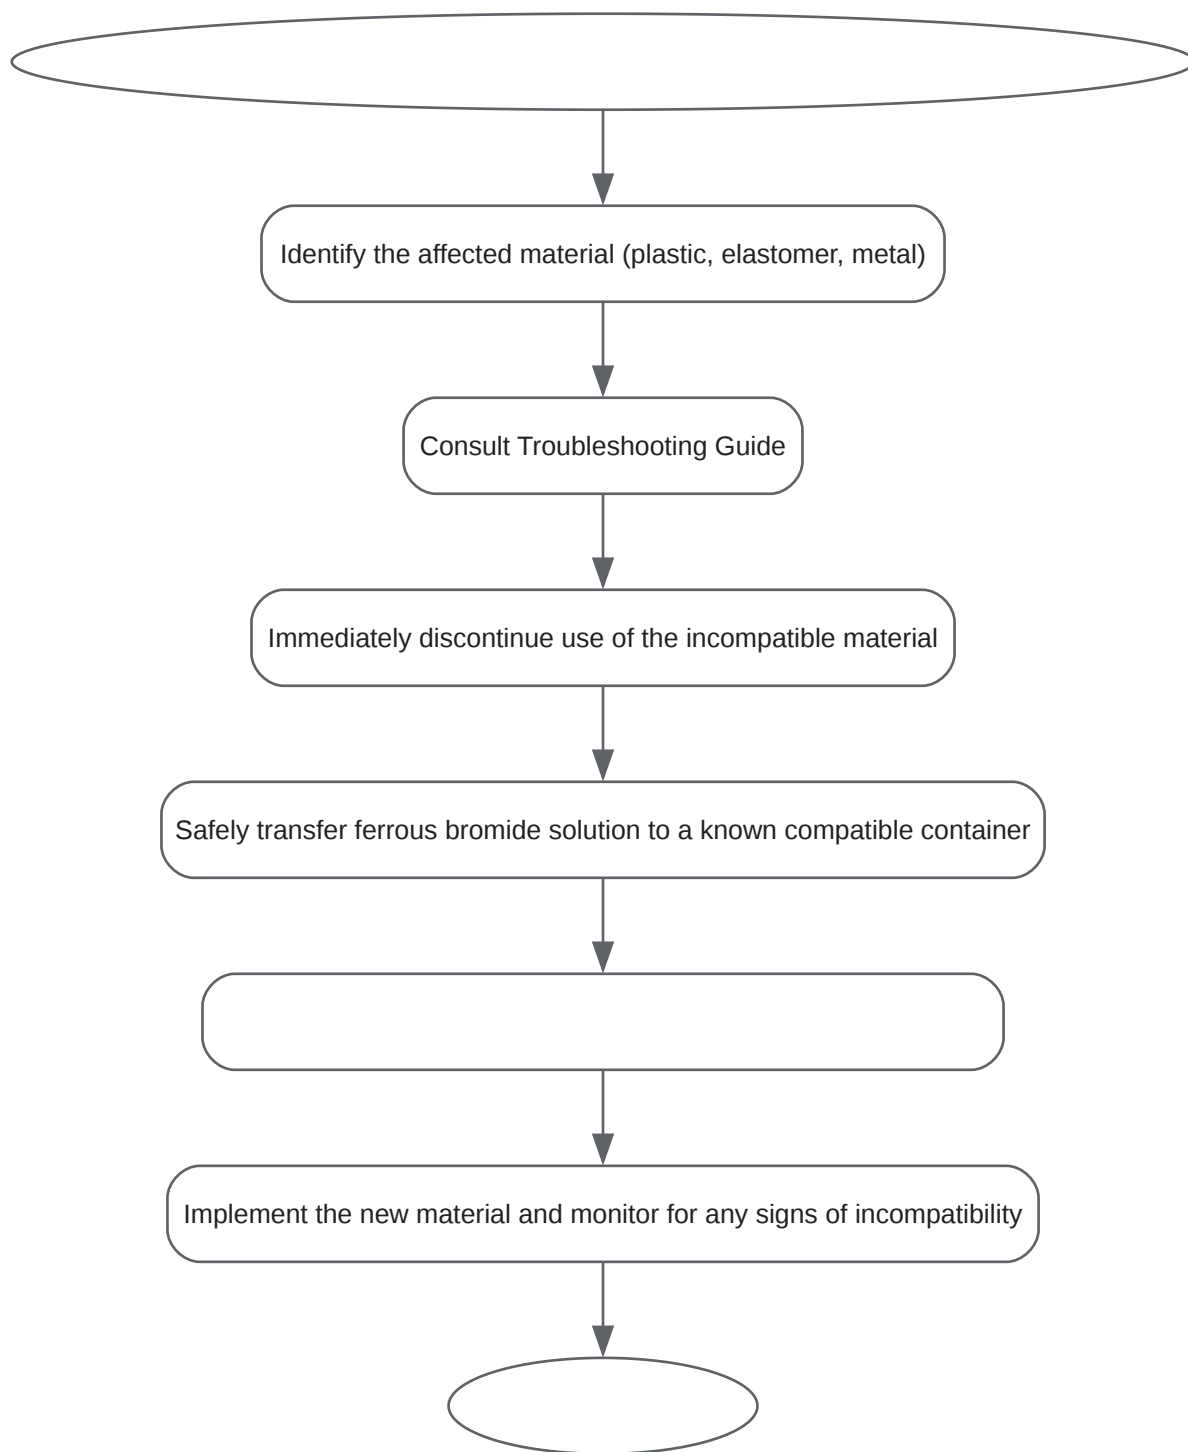 Identify the affected material (plastic, elastomer, metal)
Consult Troubleshooting Guide
Immediately discontinue use of the incompatible material
Safely transfer ferrous bromide solution to a known compatible container
Implement the new material and monitor for any signs of incompatibility